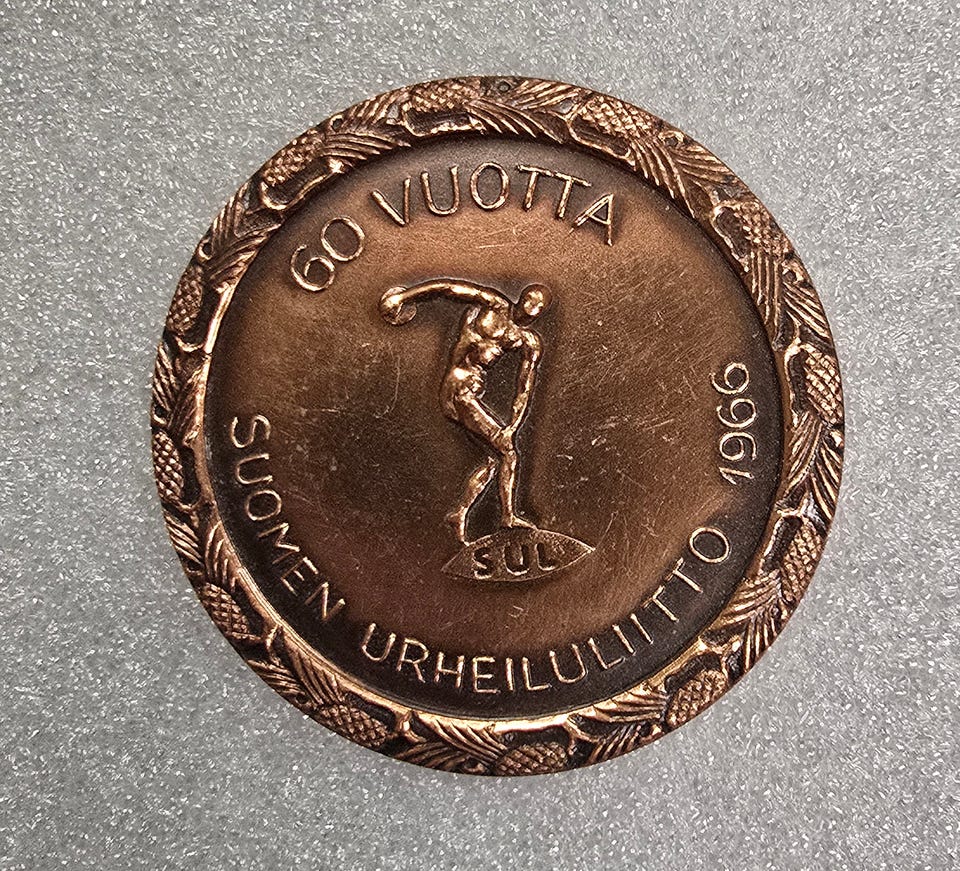 60 VUOTTA
SUOMEN URHEILULIITTO 1966
SUL